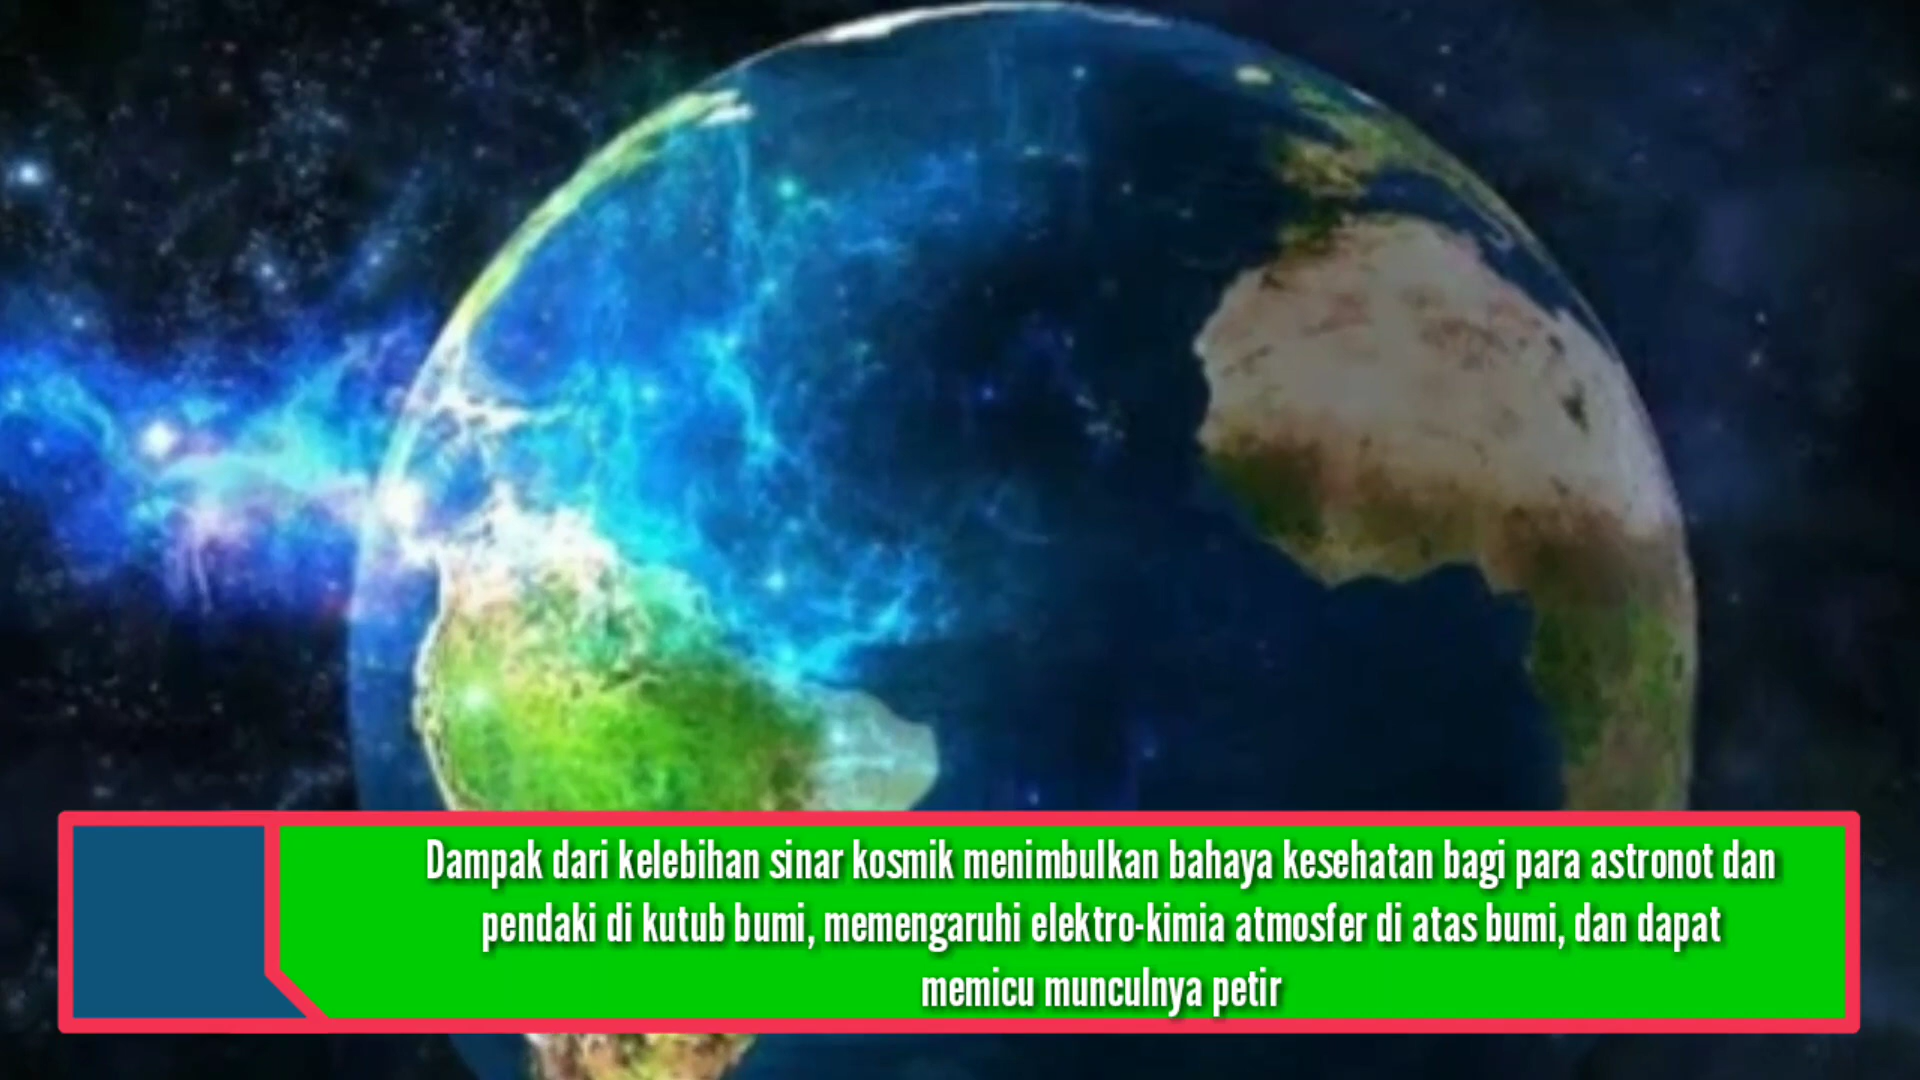 Dampak dari kelebihan sinar kosmik menimbulkan bahaya kesehatan bagi para astronot dan
pendaki di kutub bumi, memengaruhi elektro-kimia atmosfer di atas bumi, dan dapat
memicu munculnya petir